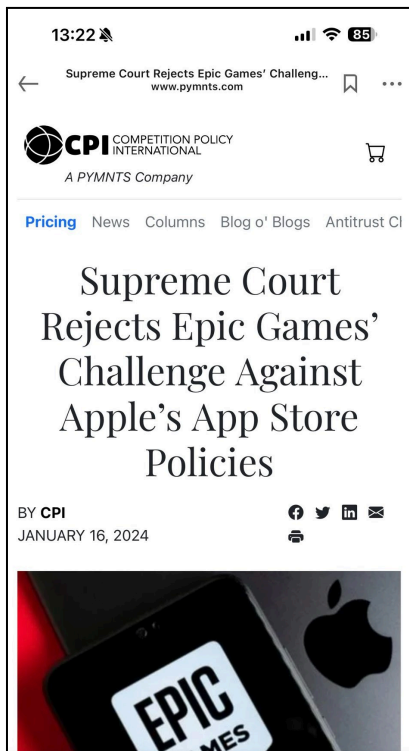 13:22
85
Supreme Court Rejects Epic Games’ Challeng...
www.pymnts.com
CPI COMPETITION POLICY
INTERNATIONAL
A PYMNTS Company
Pricing News Columns Blog o' Blogs Antitrust Cl
Supreme Court
Rejects Epic Games’
Challenge Against
Apple’s App Store
Policies
BY CPI
JANUARY 16, 2024
EPIC
MES